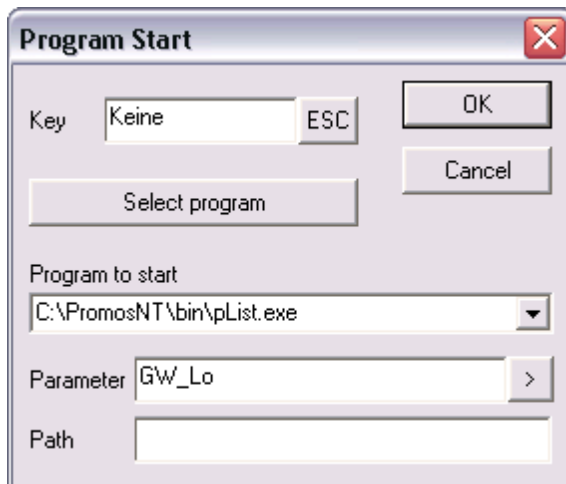 Program Start
Key Keine ESC OK
Cancel
Select program
Program to start
C:\PromosNT\bin\pList.exe
Parameter GW_Lo >
Path